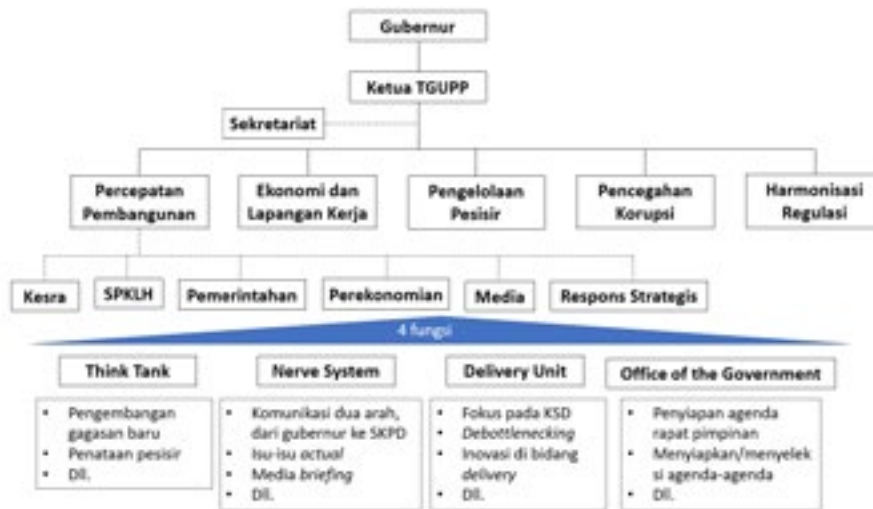 Gubernur
Ketua TGUPP
Sekretariat
Percepatan
Pembangunan
Ekonomi dan
Lapangan Kerja
Pengelolaan
Pesisir
Pencegahan
Korupsi
Harmonisasi
Regulasi
Kesra
SPKLH
Pemerintahan
Perekonomian
Media
Respons Strategis
4 fungsi
Think Tank
• Pengembangan
gagasan baru
• Penataan pesisir
• Dll.
Nerve System
• Komunikasi dua arah,
dari gubernur ke SKPD
• Isu-isu actual
• Media briefing
• Dll.
Delivery Unit
• Fokus pada KSD
• Debottlenecking
• Inovasi di bidang
delivery
• Dll.
Office of the Government
• Penyiapan agenda
rapat pimpinan
• Menyiapkan/menyelek
si agenda-agenda
• Dll.